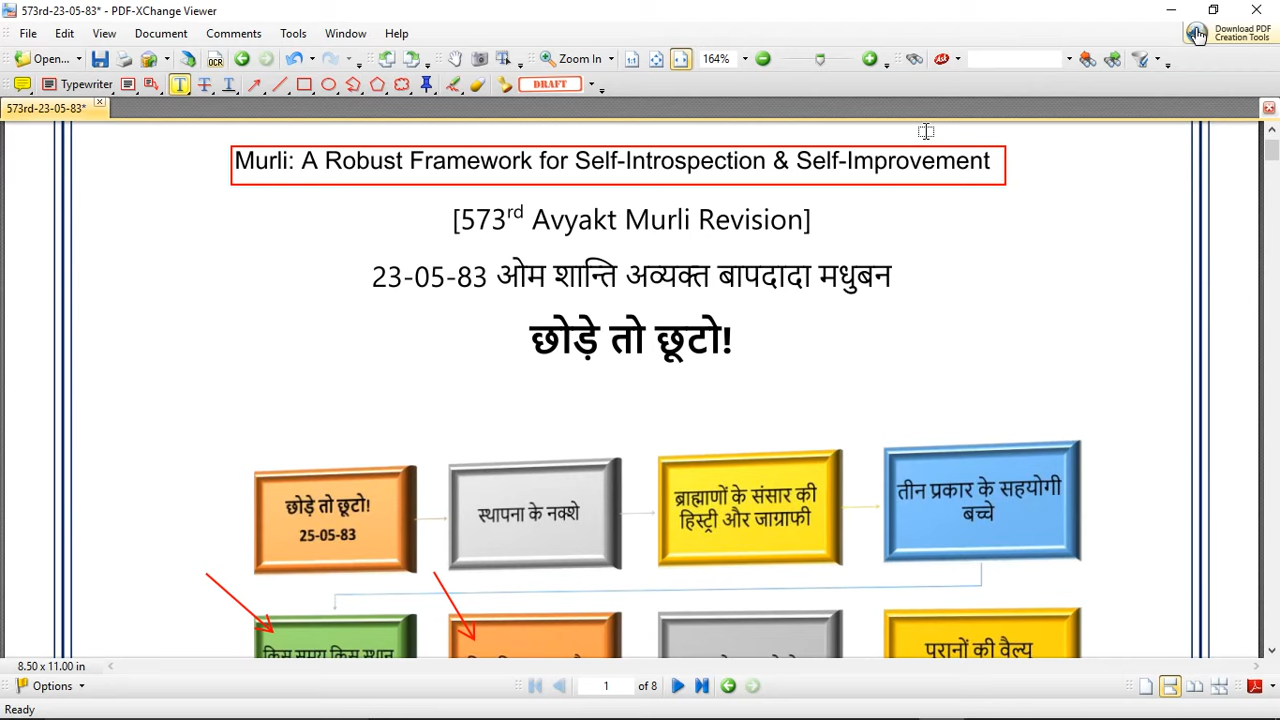 573rd-23-05-83* - PDF-XChange Viewer
File Edit View Document Comments Tools Window Help
Download PDF Creation Tools
Open... OCR Zoom In 164%
Typewriter DRAFT
573rd-23-05-83*
Murli: A Robust Framework for Self-Introspection & Self-Improvement
[573rd Avyakt Murli Revision]
23-05-83 ओम शान्ति अव्यक्त बापदादा मधुबन
छोड़े तो छूटो!
छोड़े तो छूटो!
25-05-83
स्थापना के नक्शे
ब्राह्मणों के संसार की
हिस्ट्री और जाग्राफी
तीन प्रकार के सहयोगी
बच्चे
किस समय किस स्थान
पुरानों की वैल्यू
8.50 x 11.00 in
Options 1 of 8
Ready